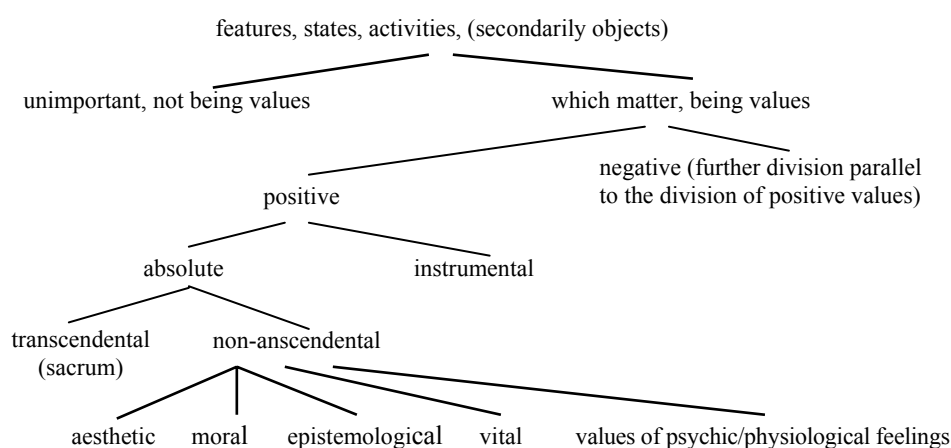 features, states, activities, (secondarily objects)
unimportant, not being values
which matter, being values
negative (further division parallel
to the division of positive values)
positive
absolute
instrumental
transcendental
(sacrum)
non-anscendental
aesthetic moral epistemological vital values of psychic/physiological feelings